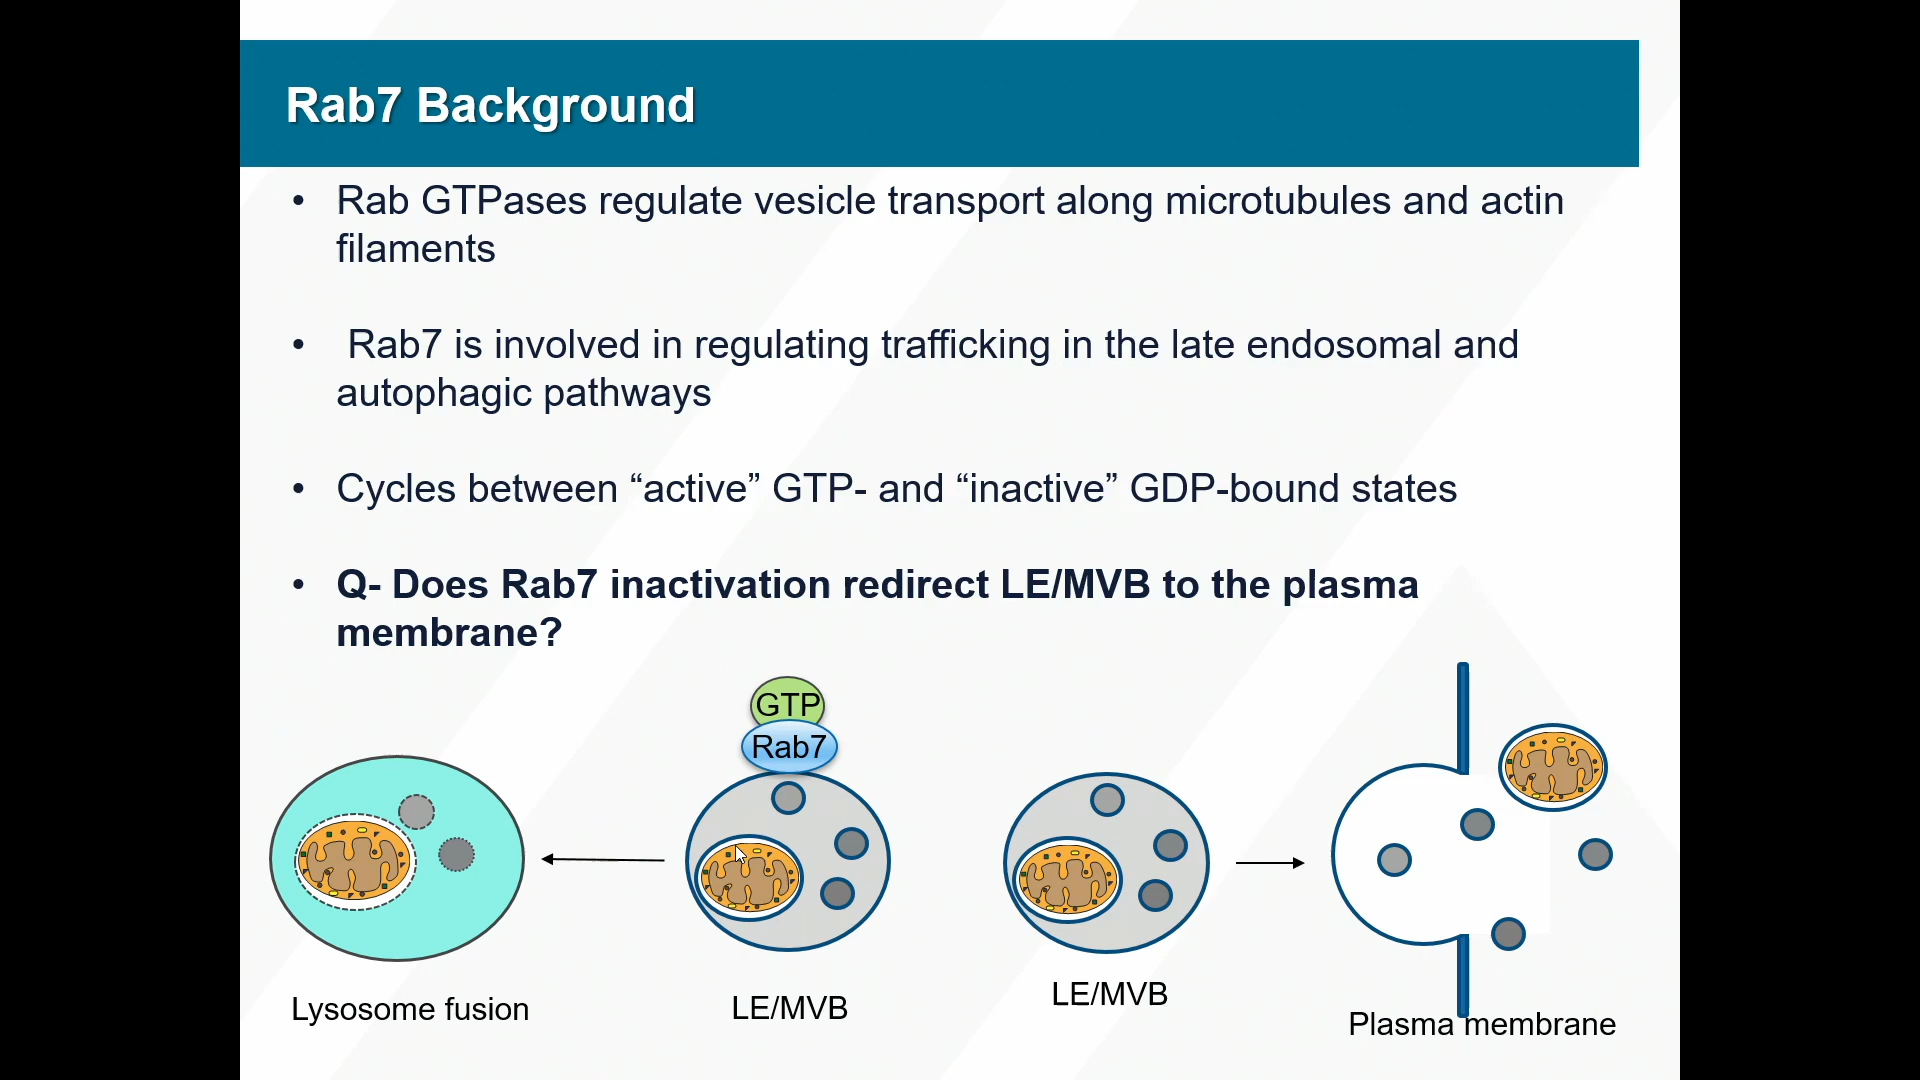 Rab7 Background
• Rab GTPases regulate vesicle transport along microtubules and actin
filaments
• Rab7 is involved in regulating trafficking in the late endosomal and
autophagic pathways
• Cycles between “active” GTP- and “inactive” GDP-bound states
• Q- Does Rab7 inactivation redirect LE/MVB to the plasma
membrane?
GTP
Rab7
Lysosome fusion
LE/MVB
LE/MVB
Plasma membrane